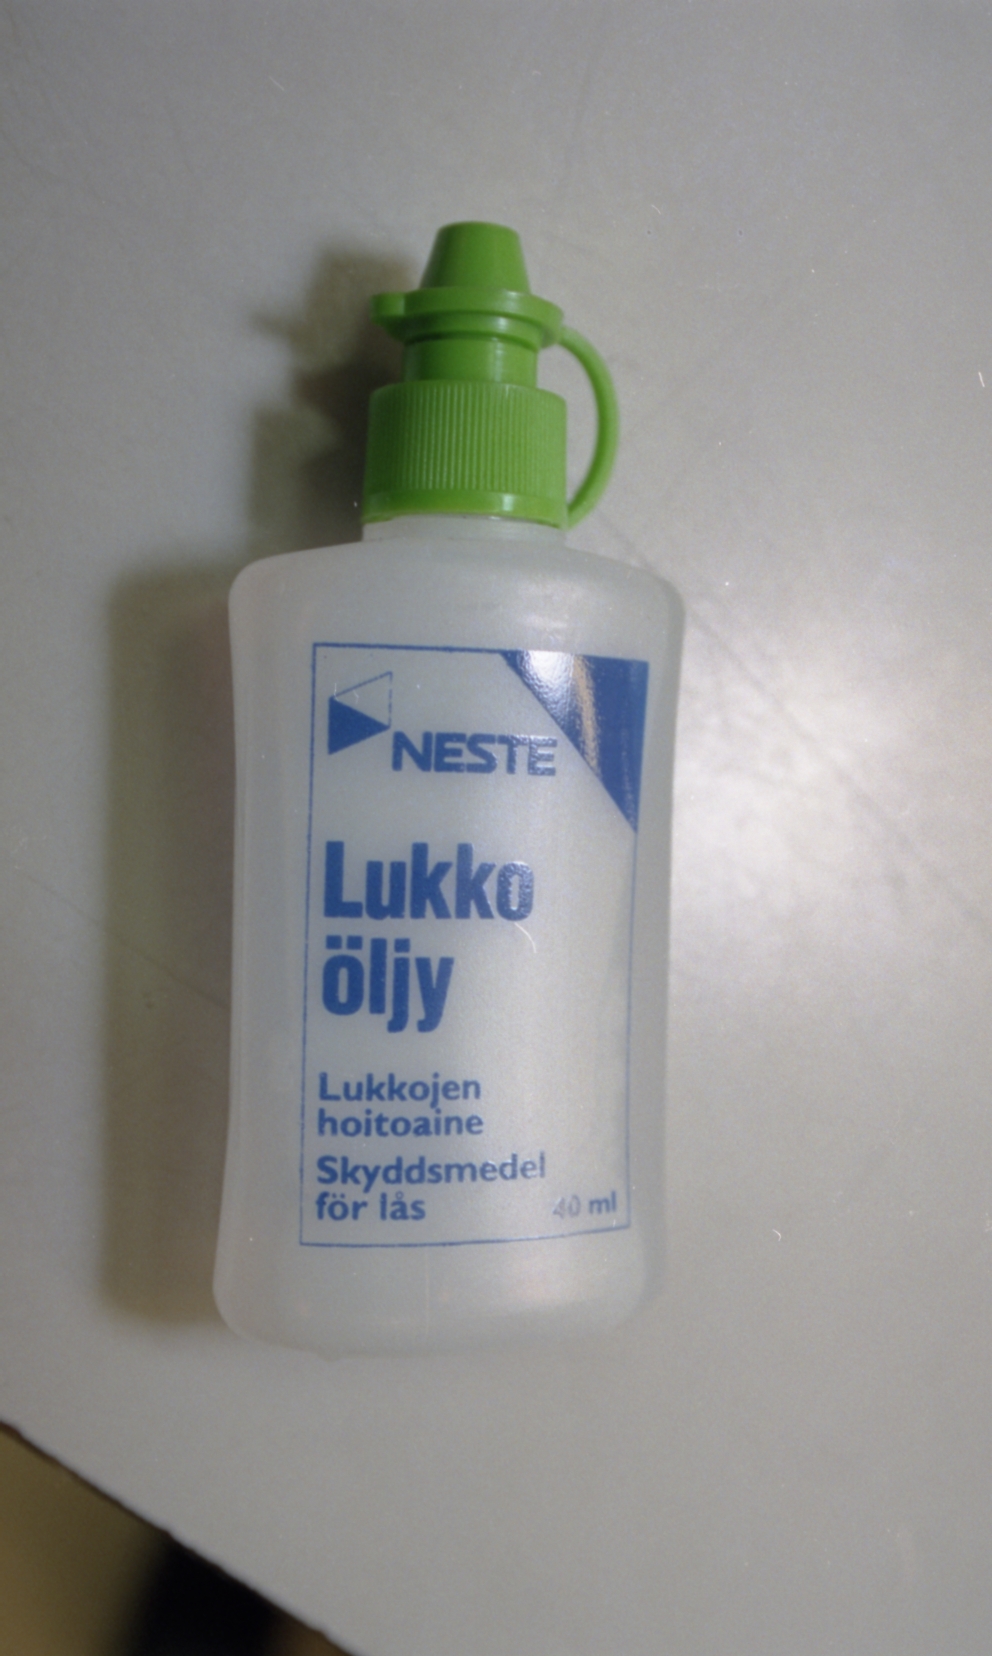 NESTE
Lukko
öljy
Lukkojen
hoitoaine
Skyddsmedel
för lås
40 ml